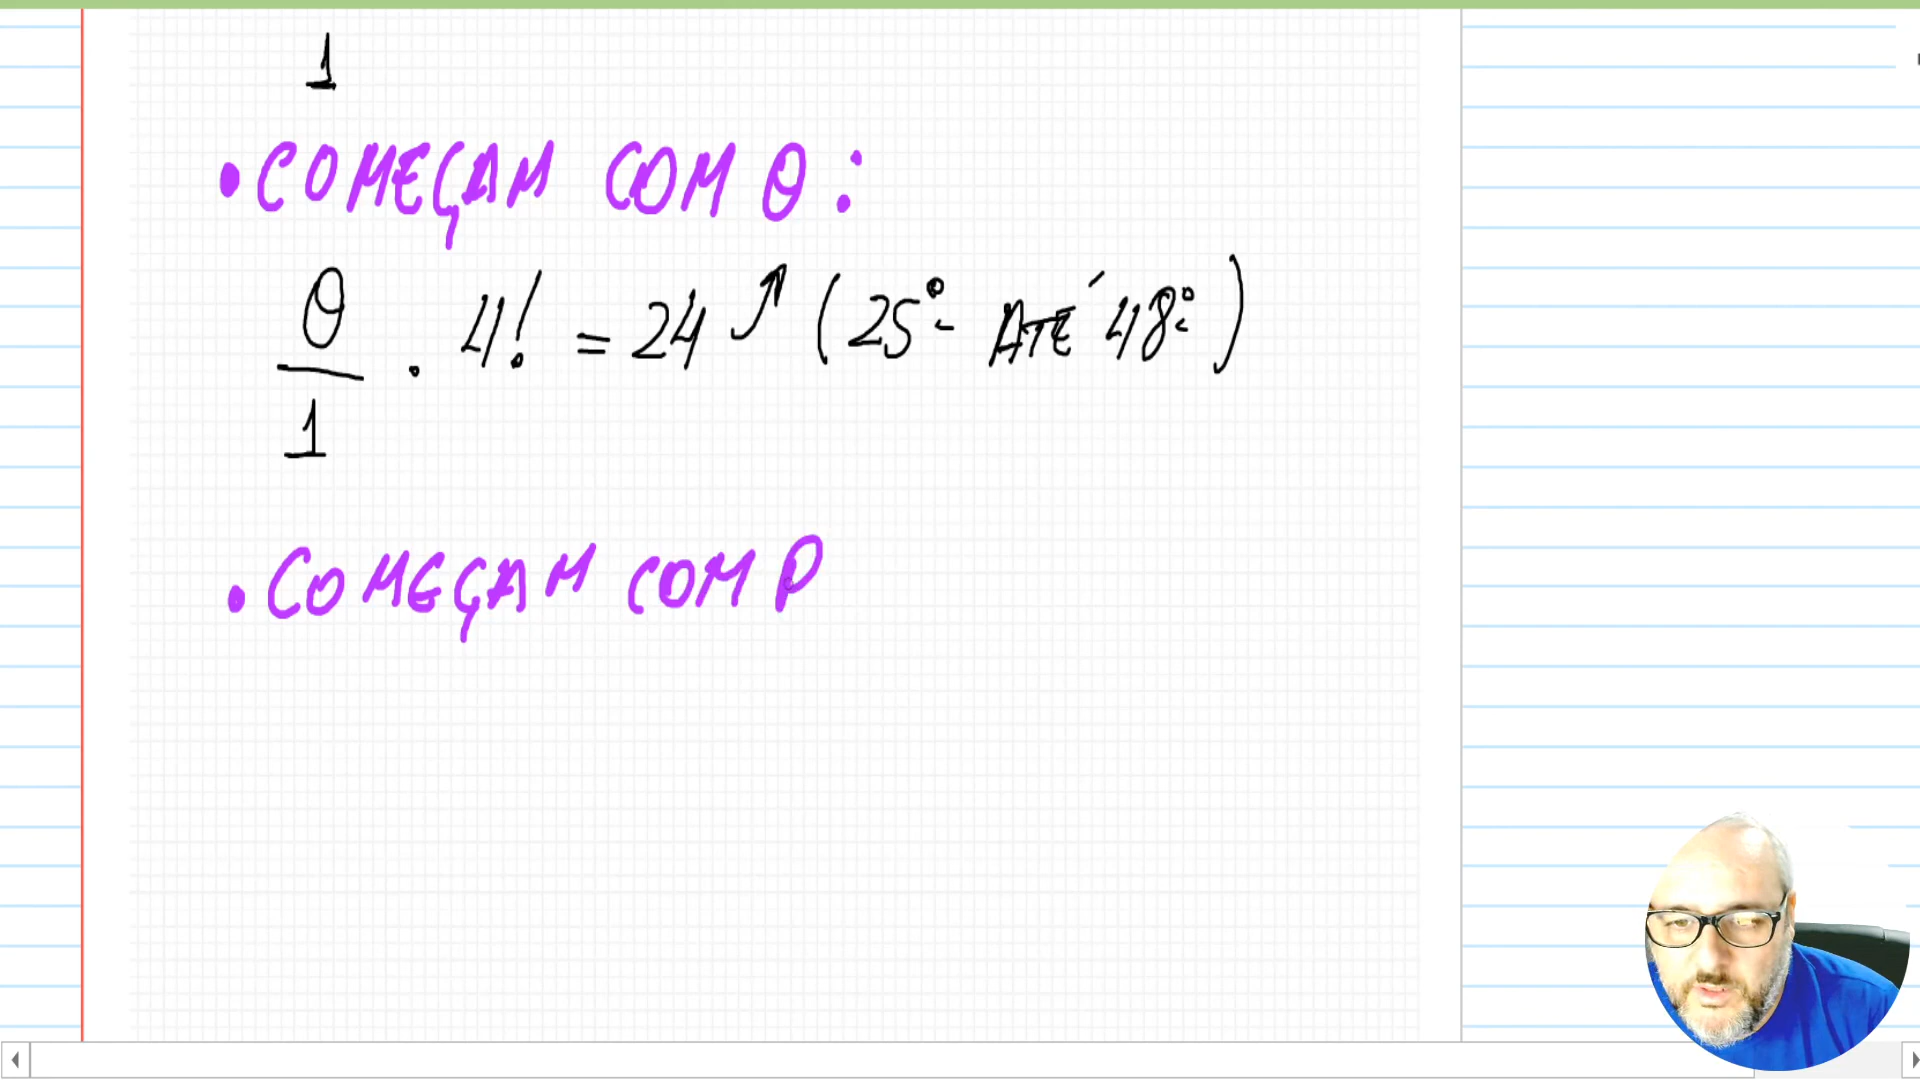 1
• COMEÇAM COM O:
O . 4! = 24 ↗ (25º ATÉ 48º)
1
• COMEÇAM COM P